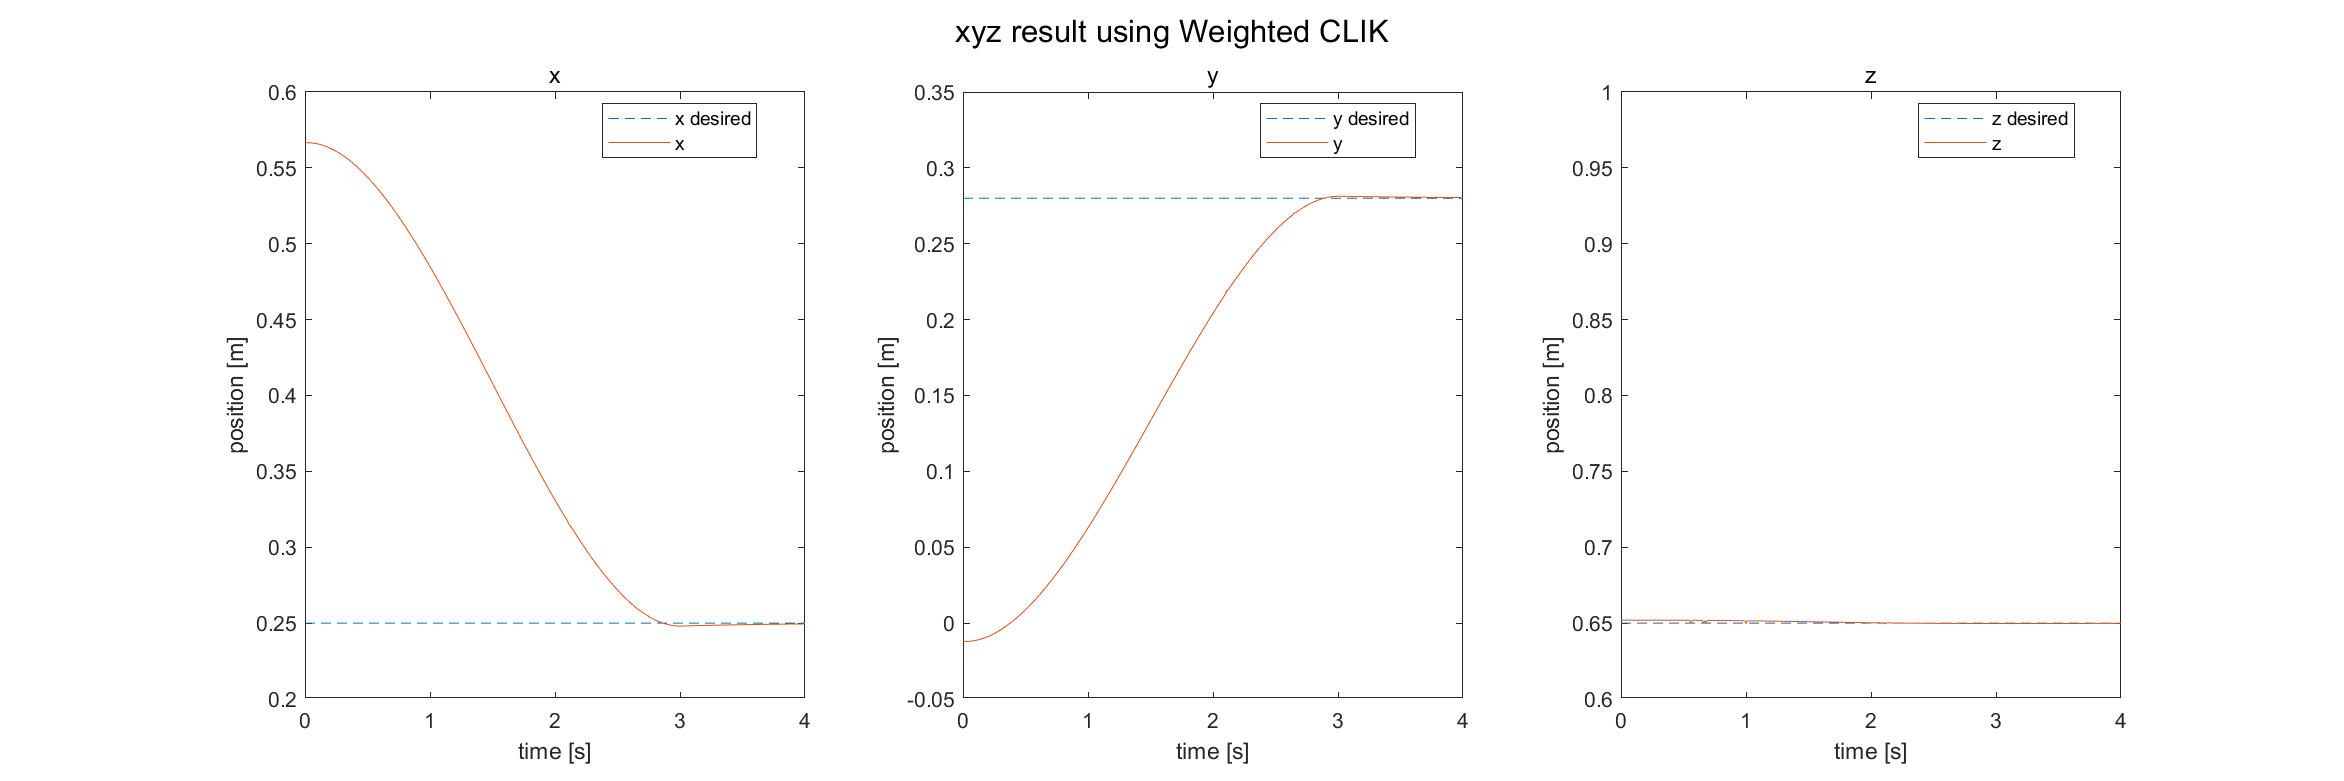 xyz result using Weighted CLIK
x
0.6
0.55
0.5
0.45
0.4
0.35
0.3
0.25
0.2
position [m]
x desired
x
0 1 2 3 4
time [s]
y
0.35
0.3
0.25
0.2
0.15
0.1
0.05
0
-0.05
position [m]
y desired
y
0 1 2 3 4
time [s]
z
1
0.95
0.9
0.85
0.8
0.75
0.7
0.65
0.6
position [m]
z desired
z
0 1 2 3 4
time [s]